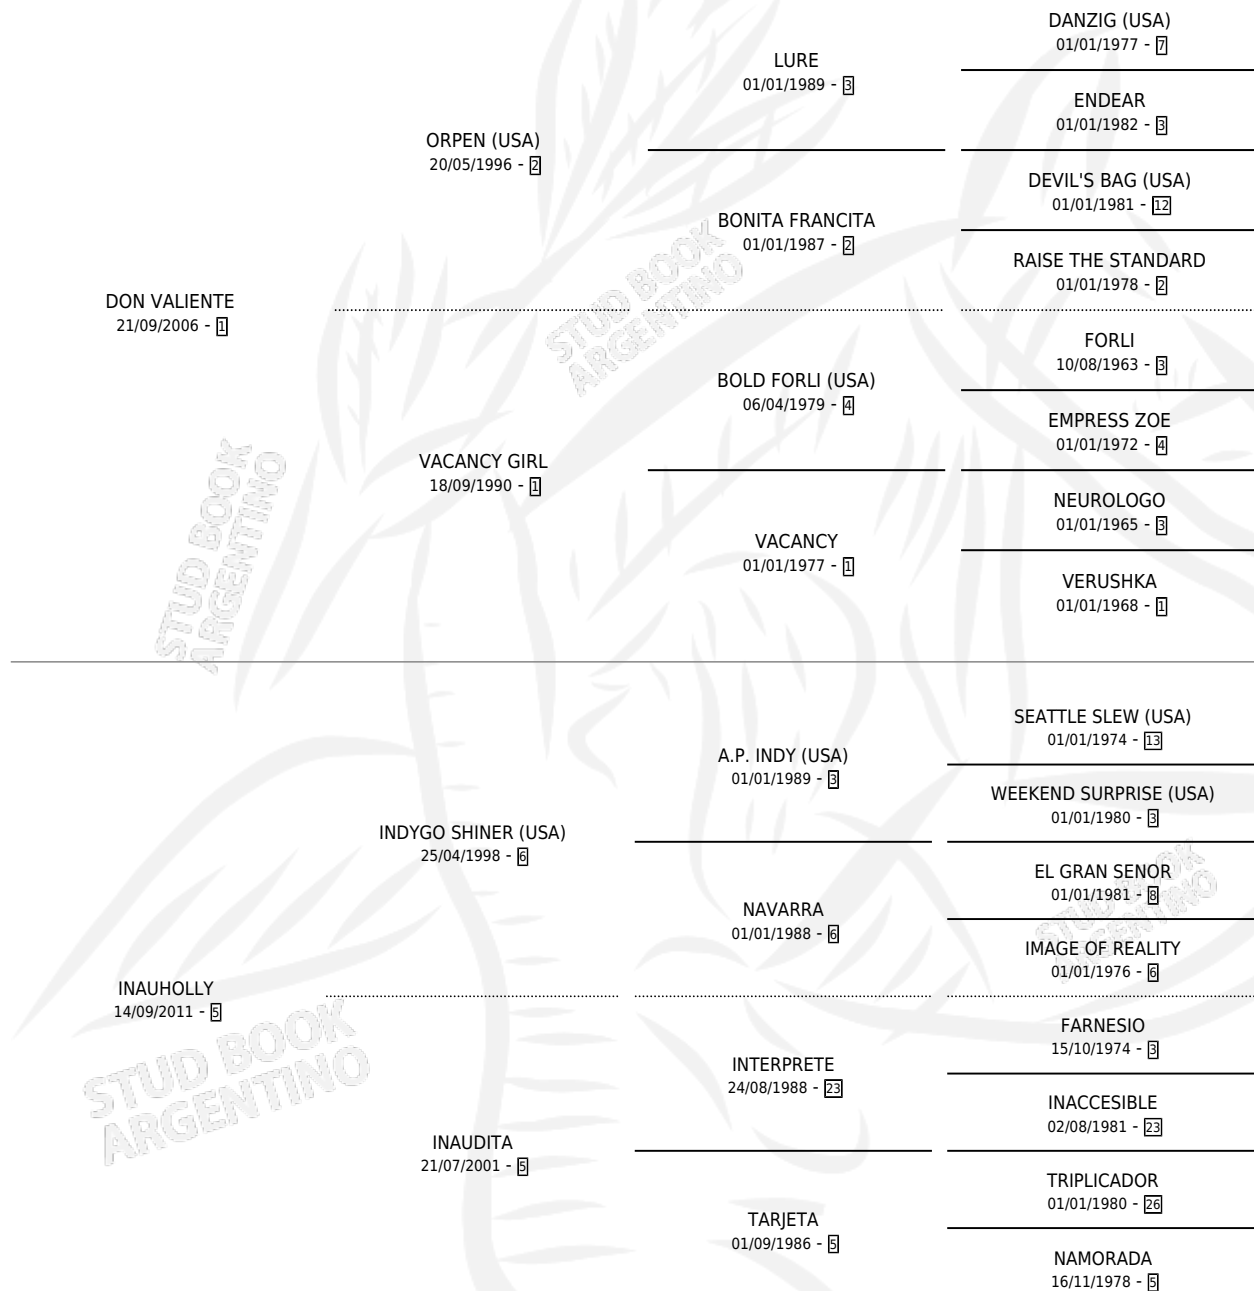 DANZIG (USA)
01/01/1977 - 7
LURE
01/01/1989 - 3
ENDEAR
01/01/1982 - 3
ORPEN (USA)
20/05/1996 - 2
DEVIL'S BAG (USA)
01/01/1981 - 12
BONITA FRANCITA
01/01/1987 - 2
RAISE THE STANDARD
01/01/1978 - 2
DON VALIENTE
21/09/2006 - 1
FORLI
10/08/1963 - 3
BOLD FORLI (USA)
06/04/1979 - 4
EMPRESS ZOE
01/01/1972 - 4
VACANCY GIRL
18/09/1990 - 1
NEUROLOGO
01/01/1965 - 3
VACANCY
01/01/1977 - 1
VERUSHKA
01/01/1968 - 1
STUD BOOK
ARGENTINO
STUD BOOK
ARGENTINO
SEATTLE SLEW (USA)
01/01/1974 - 13
A.P. INDY (USA)
01/01/1989 - 3
WEEKEND SURPRISE (USA)
01/01/1980 - 3
INDYGO SHINER (USA)
25/04/1998 - 6
EL GRAN SENOR
01/01/1981 - 8
NAVARRA
01/01/1988 - 6
IMAGE OF REALITY
01/01/1976 - 6
INAUHOLLY
14/09/2011 - 5
FARNESIO
15/10/1974 - 3
INTERPRETE
24/08/1988 - 23
INACCESIBLE
02/08/1981 - 23
INAUDITA
21/07/2001 - 5
TRIPLICADOR
01/01/1980 - 26
TARJETA
01/09/1986 - 5
NAMORADA
16/11/1978 - 5
STUD BOOK
ARGENTINO
STUD BOOK
ARGENTINO